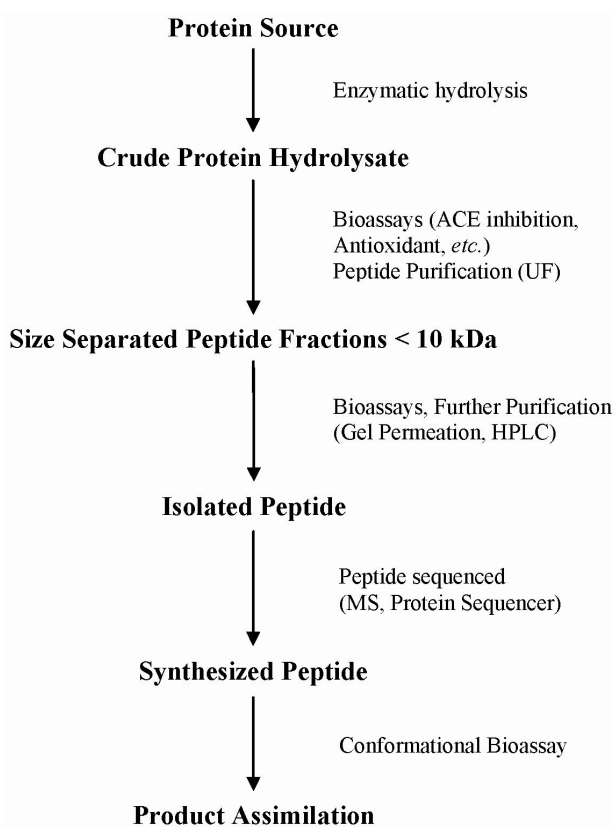 Protein Source
Enzymatic hydrolysis
Crude Protein Hydrolysate
Bioassays (ACE inhibition,
Antioxidant, etc.)
Peptide Purification (UF)
Size Separated Peptide Fractions < 10 kDa
Bioassays, Further Purification
(Gel Permeation, HPLC)
Isolated Peptide
Peptide sequenced
(MS, Protein Sequencer)
Synthesized Peptide
Conformational Bioassay
Product Assimilation